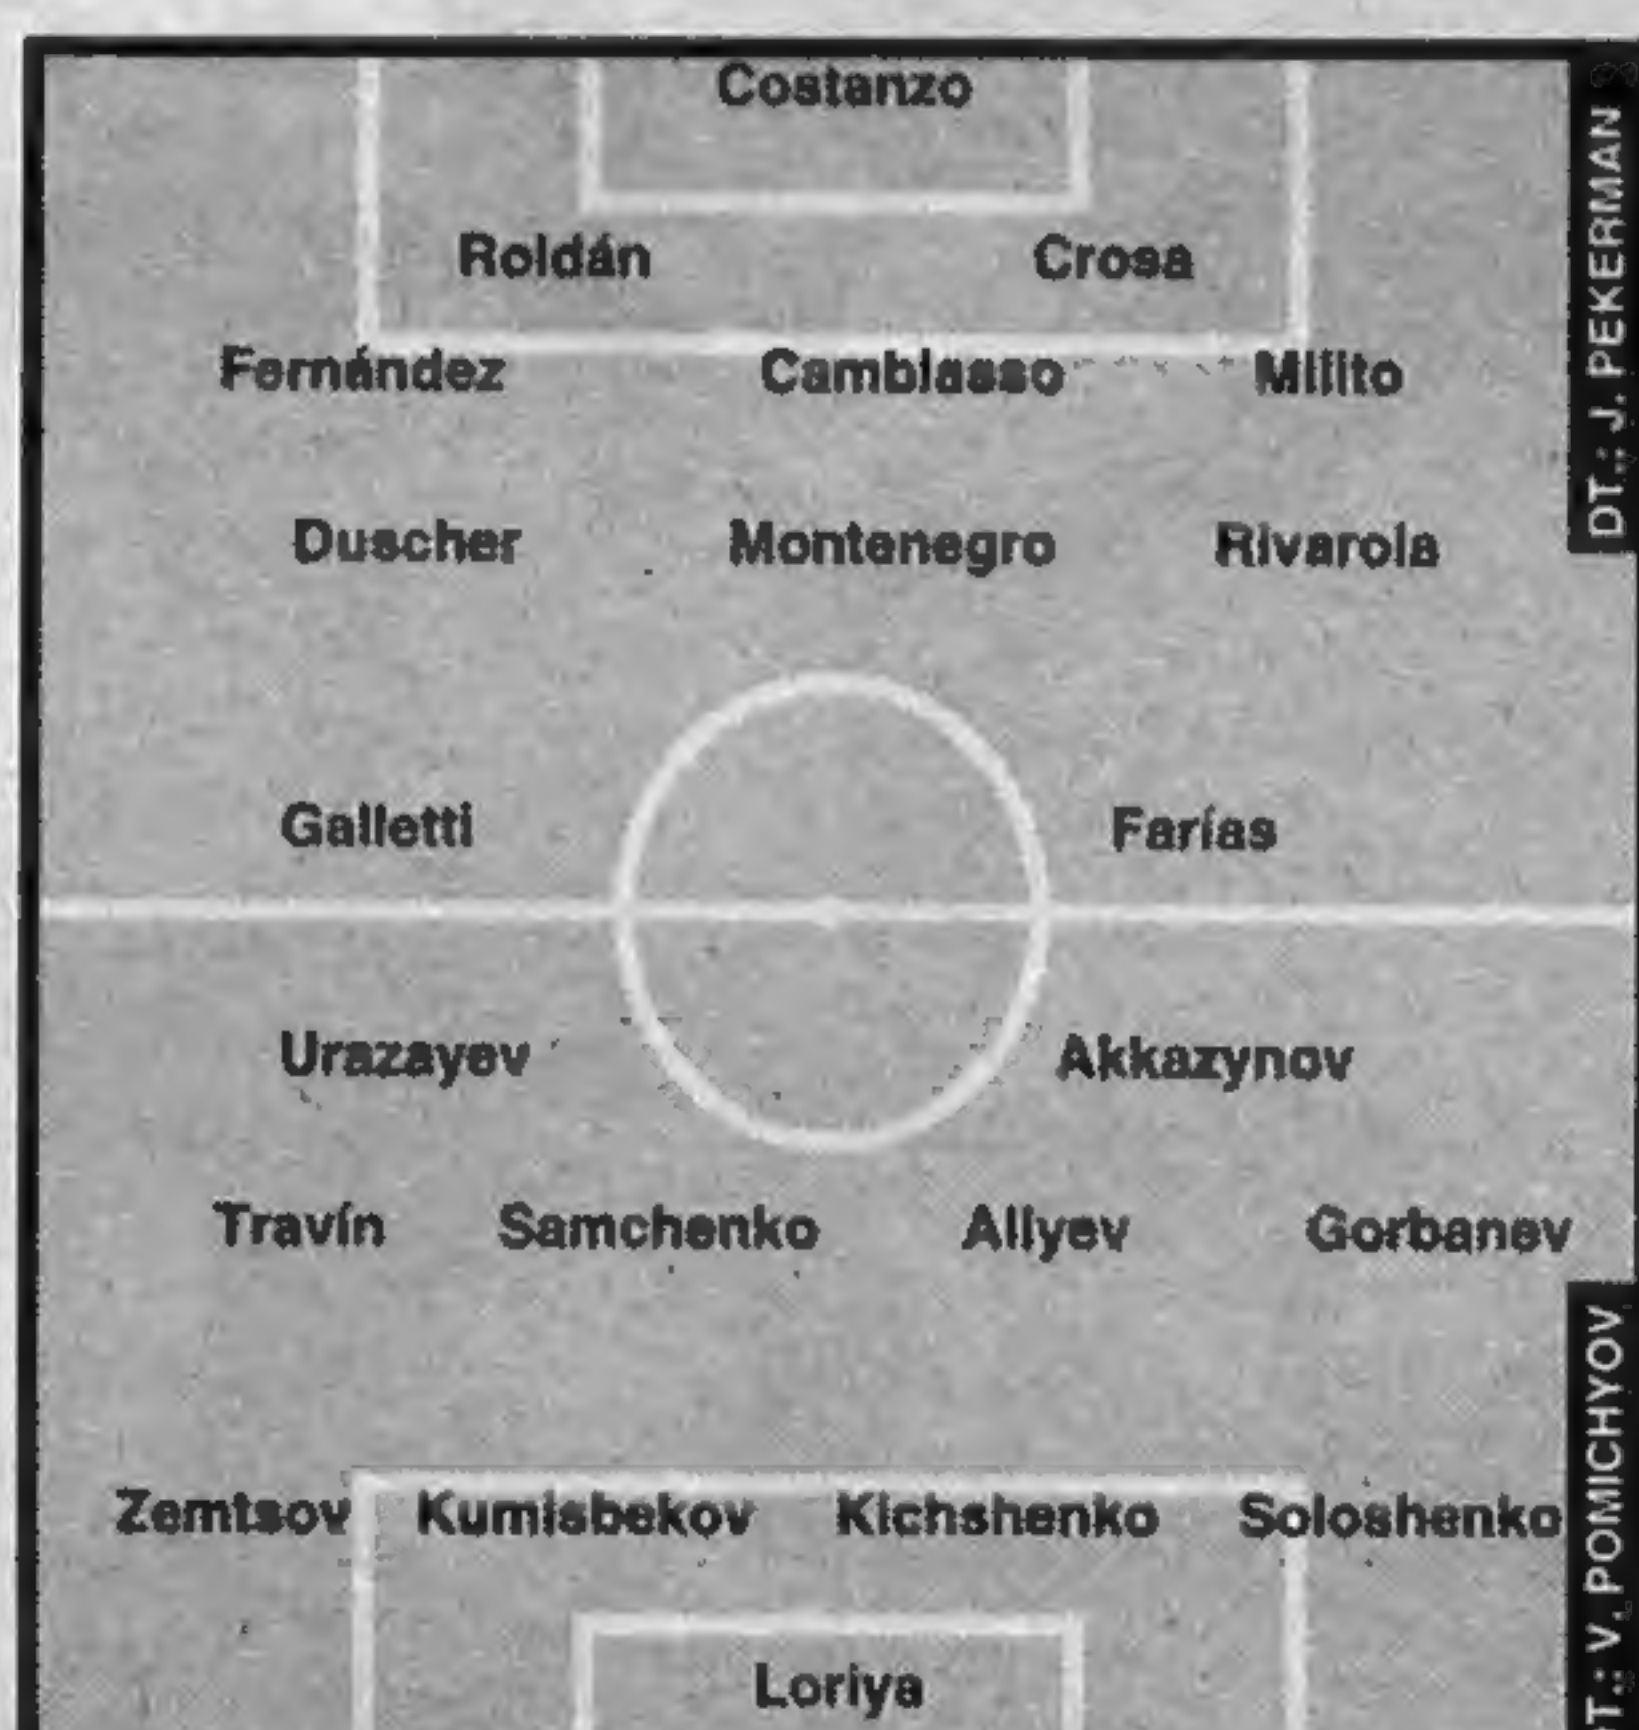 Costanzo
Roldán Crosa
Fernández Cambiasso Milito
Duscher Montenegro Rivarola
Galletti Farías
Urazayev Akkazynov
Travín Samchenko Aliyev Gorbanev
Zemtsov Kumisbekov Kichshenko Soloshenko
Loriya
DT.: J. PEKERMAN
T.: V. POMICHYOV